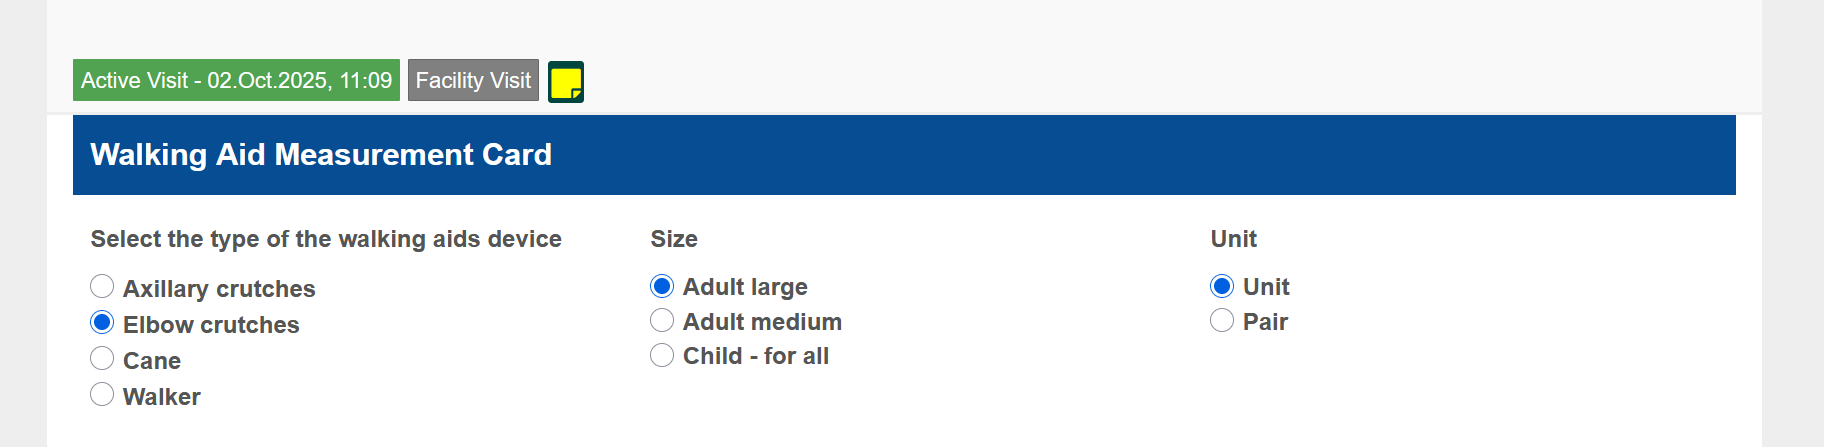 Active Visit - 02.Oct.2025, 11:09 Facility Visit
Walking Aid Measurement Card
Select the type of the walking aids device
Axillary crutches
Elbow crutches
Cane
Walker
Size
Adult large
Adult medium
Child - for all
Unit
Unit
Pair